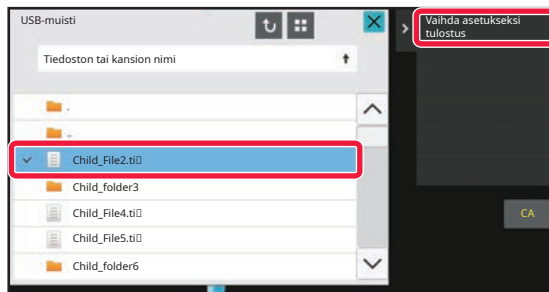 USB-muisti
Vaihda asetukseksi
tulostus
Tiedoston tai kansion nimi
.
..
Child_File2.ti
Child_folder3
Child_File4.ti
Child_File5.ti
Child_folder6
CA